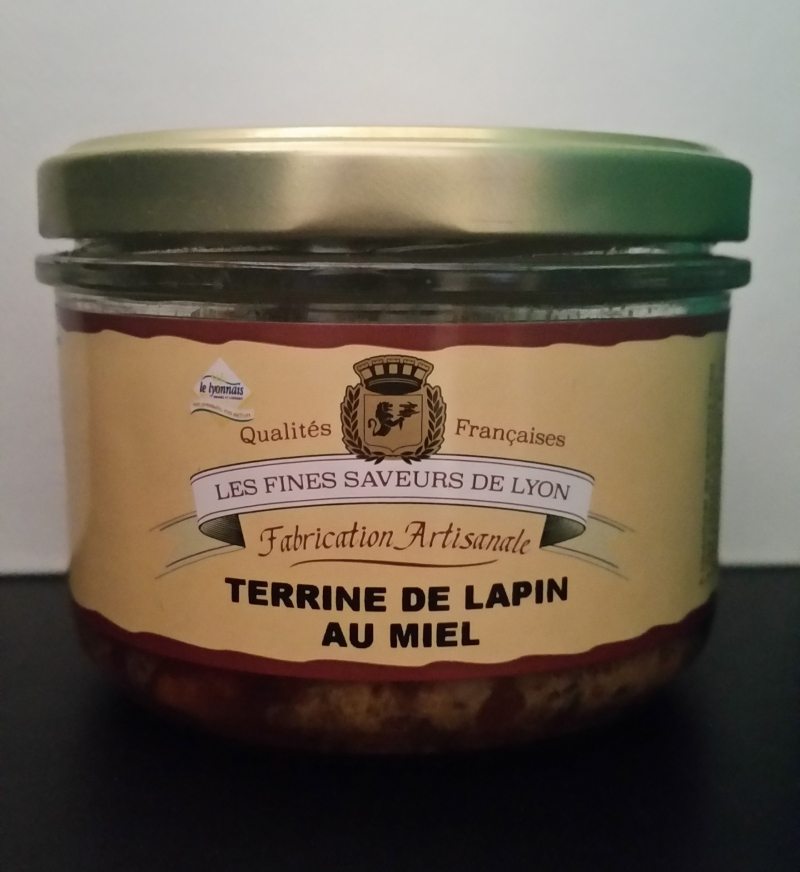 le lyonnais
Qualités Françaises
LES FINES SAVEURS DE LYON
Fabrication Artisanale
TERRINE DE LAPIN
AU MIEL